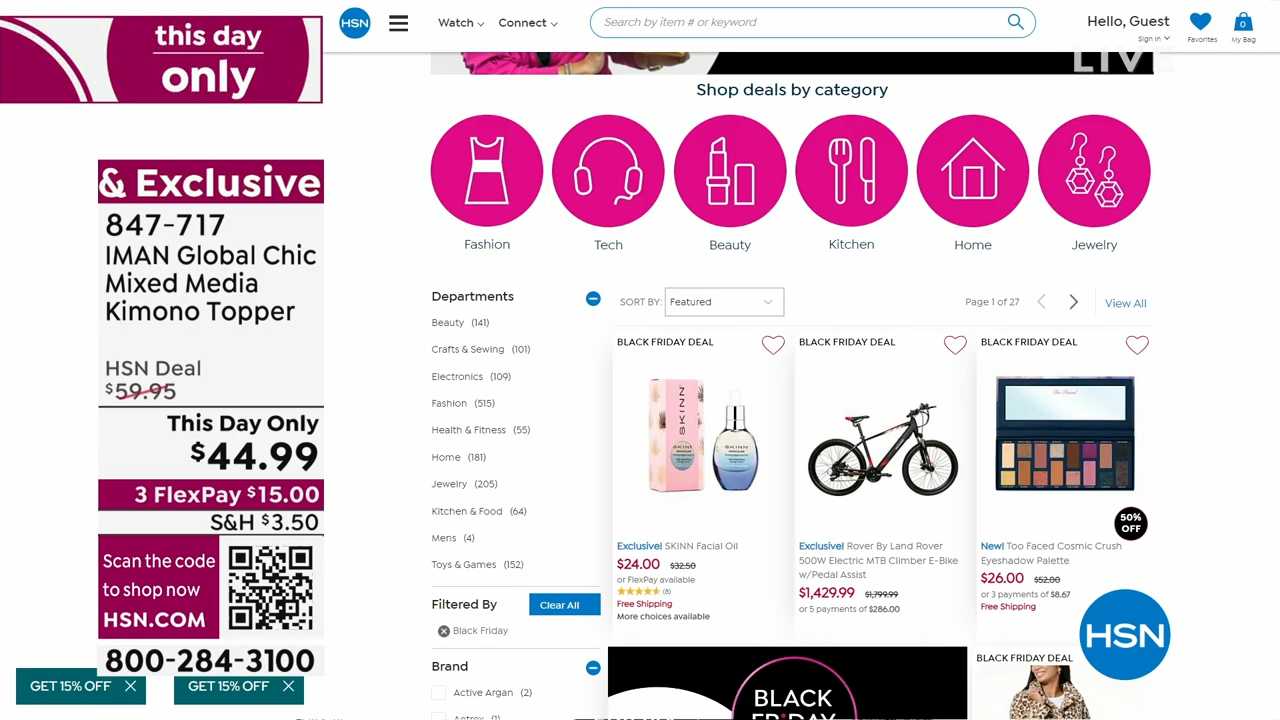 this day
only
& Exclusive
847-717
IMAN Global Chic
Mixed Media
Kimono Topper
HSN Deal
$59.95
This Day Only
$44.99
3 FlexPay $15.00
S&H $3.50
Scan the code
to shop now
HSN.COM
800-284-3100
GET 15% OFF
GET 15% OFF
HSN
Watch
Connect
Search by item # or keyword
Hello, Guest
Sign in
Favorites
0
My Bag
LIVE
Shop deals by category
Fashion
Tech
Beauty
Kitchen
Home
Jewelry
Departments
Beauty (141)
Crafts & Sewing (101)
Electronics (109)
Fashion (515)
Health & Fitness (55)
Home (181)
Jewelry (205)
Kitchen & Food (64)
Mens (4)
Toys & Games (152)
Filtered By
Clear All
Black Friday
Brand
Active Argan (2)
SORT BY: Featured
Page 1 of 27
View All
BLACK FRIDAY DEAL
SKINN
SKINN
Exclusive! SKINN Facial Oil
$24.00 $32.50
or FlexPay available
(8)
Free Shipping
More choices available
BLACK FRIDAY DEAL
Exclusive! Rover By Land Rover
500W Electric MTB Climber E-Bike
w/Pedal Assist
$1,429.99 $1,799.99
or 5 payments of $286.00
BLACK FRIDAY DEAL
50%
OFF
New! Too Faced Cosmic Crush
Eyeshadow Palette
$26.00 $52.00
or 3 payments of $8.67
Free Shipping
BLACK
FRIDAY
BLACK FRIDAY DEAL
HSN